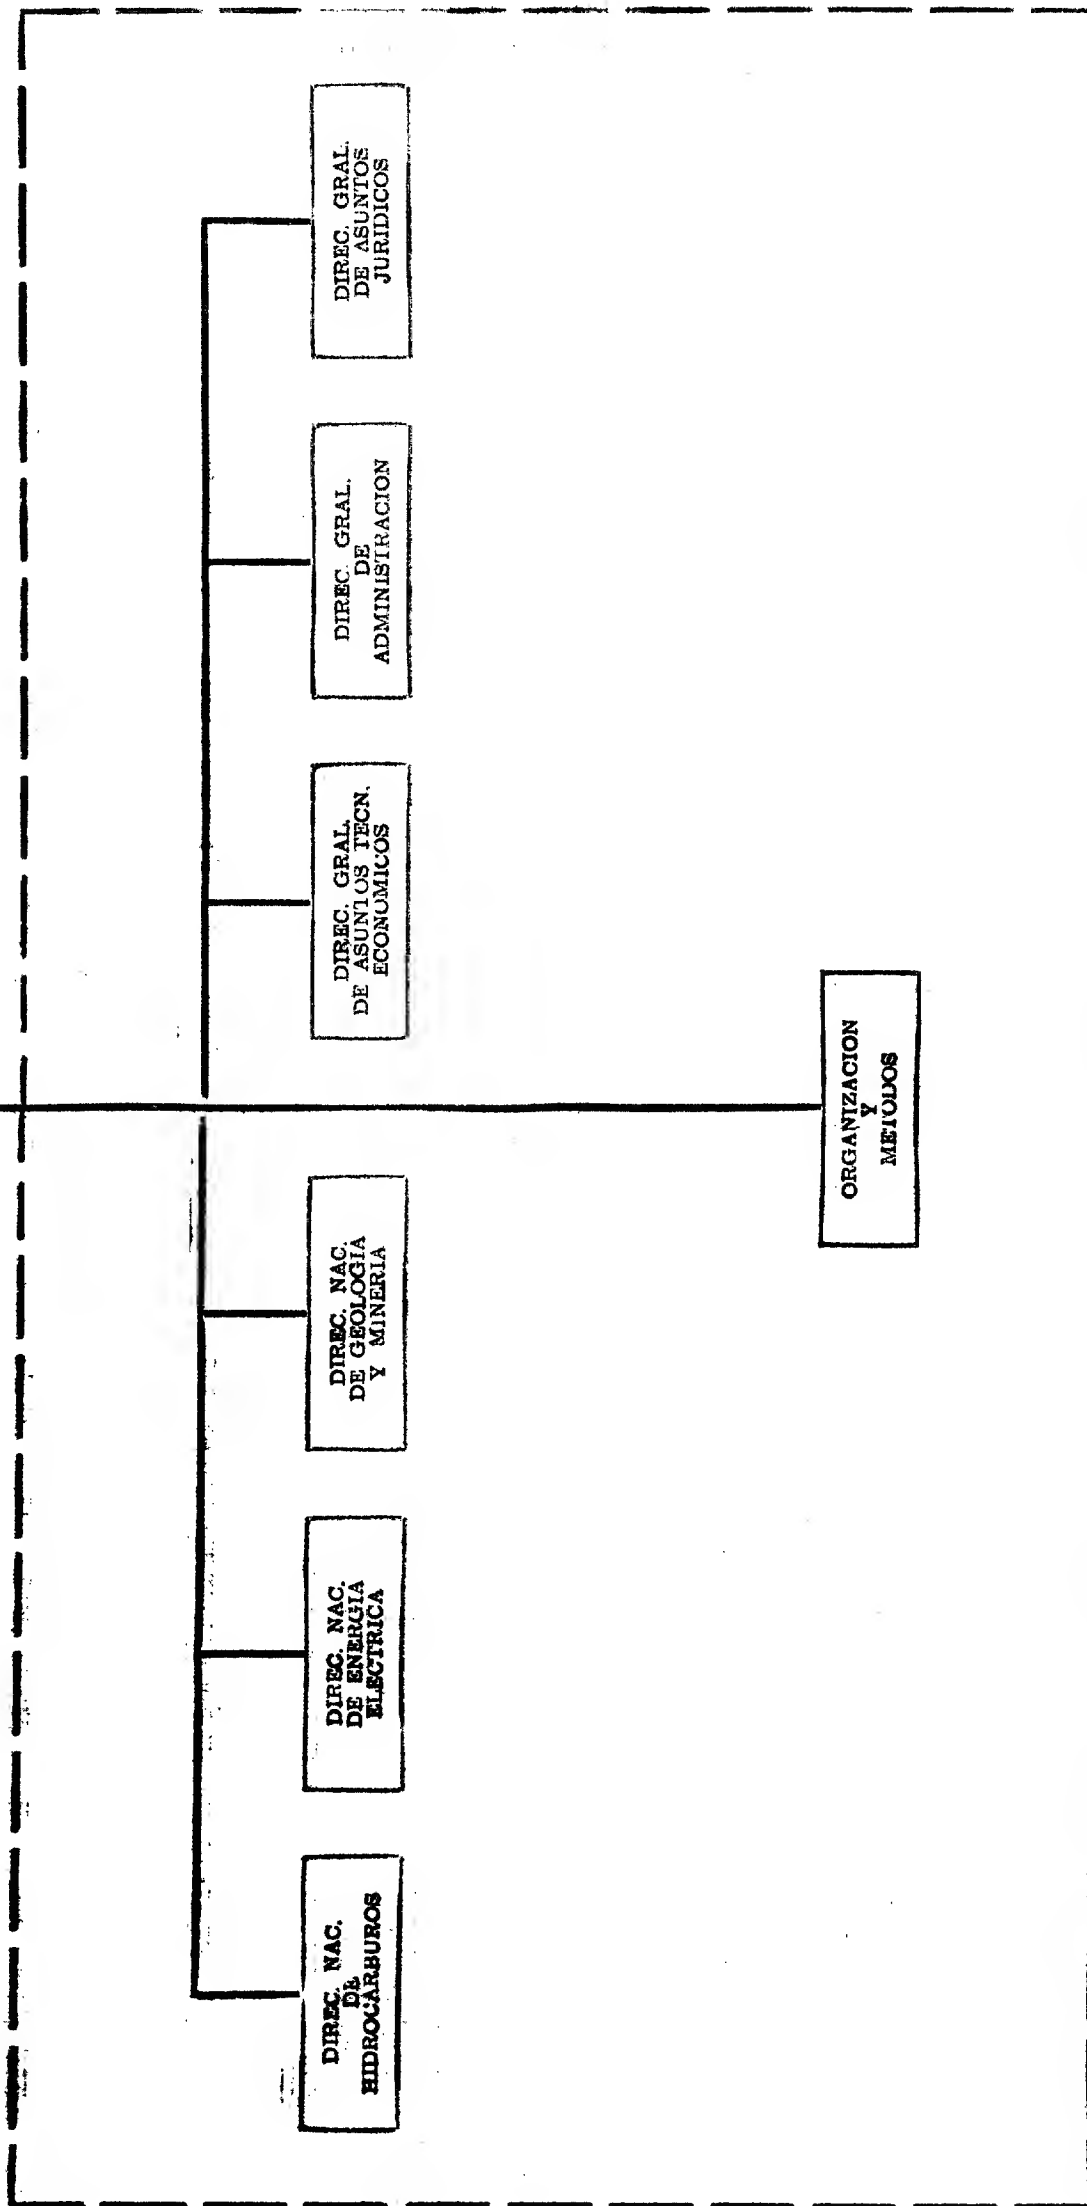 DIREC. NAC.
DE
HIDROCARBUROS
DIREC. NAC.
DE ENERGIA
ELECTRICA
DIREC. NAC.
DE GEOLOGIA
Y MINERIA
DIREC. GRAL.
DE ASUNTOS TECN.
ECONOMICOS
DIREC. GRAL.
DE
ADMINISTRACION
DIREC. GRAL.
DE ASUNTOS
JURIDICOS
ORGANIZACION
Y
METODOS